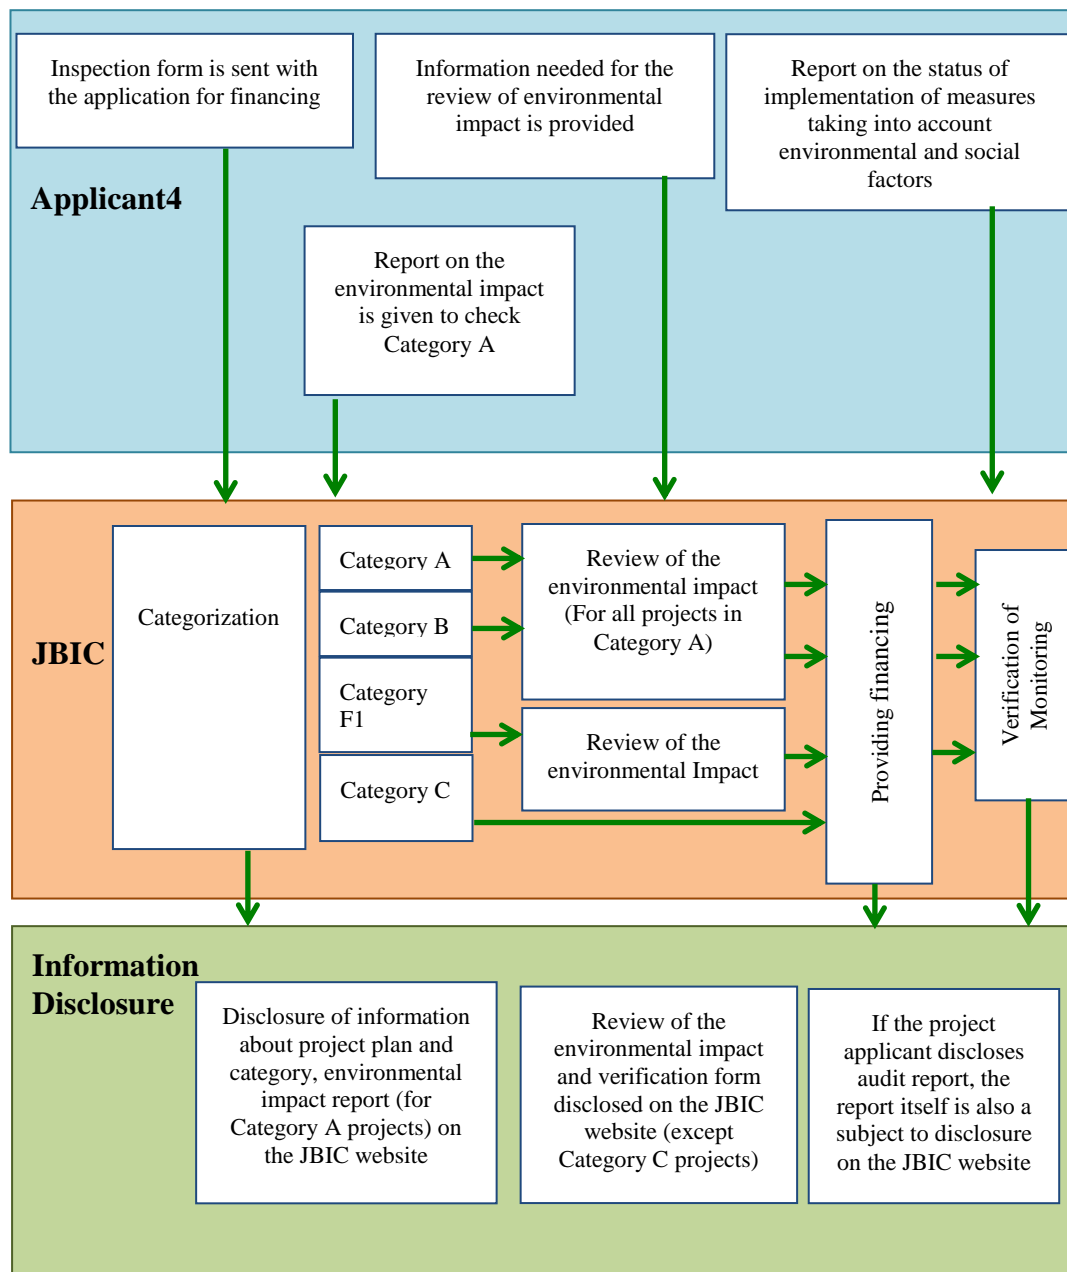 Inspection form is sent with
the application for financing
Information needed for the
review of environmental
impact is provided
Report on the status of
implementation of measures
taking into account
environmental and social
factors
Applicant4
Report on the
environmental impact
is given to check
Category A
JBIC
Categorization
Category A
Category B
Category
F1
Category C
Review of the
environmental impact
(For all projects in
Category A)
Review of the
environmental Impact
Providing financing
Verification of
Monitoring
Information
Disclosure
Disclosure of information
about project plan and
category, environmental
impact report (for
Category A projects) on
the JBIC website
Review of the
environmental impact
and verification form
disclosed on the JBIC
website (except
Category C projects)
If the project
applicant discloses
audit report, the
report itself is also a
subject to disclosure
on the JBIC website